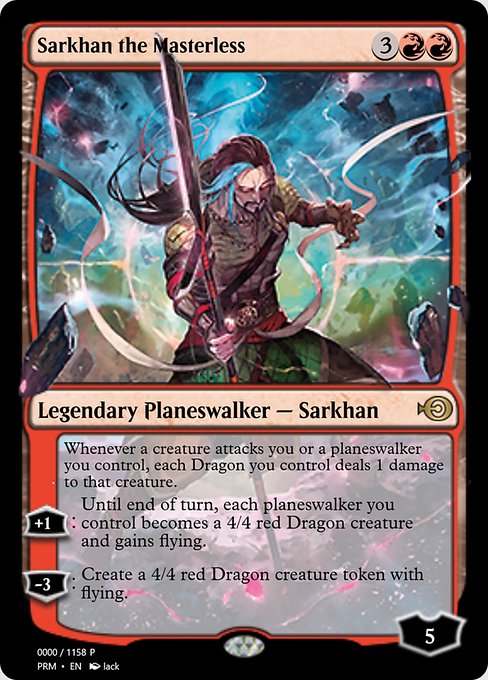 Sarkhan the Masterless 3
Legendary Planeswalker — Sarkhan
Whenever a creature attacks you or a planeswalker
you control, each Dragon you control deals 1 damage
to that creature.
+1: Until end of turn, each planeswalker you
control becomes a 4/4 red Dragon creature
and gains flying.
-3: Create a 4/4 red Dragon creature token with
flying.
5
0000 / 1158 P
PRM • EN lack